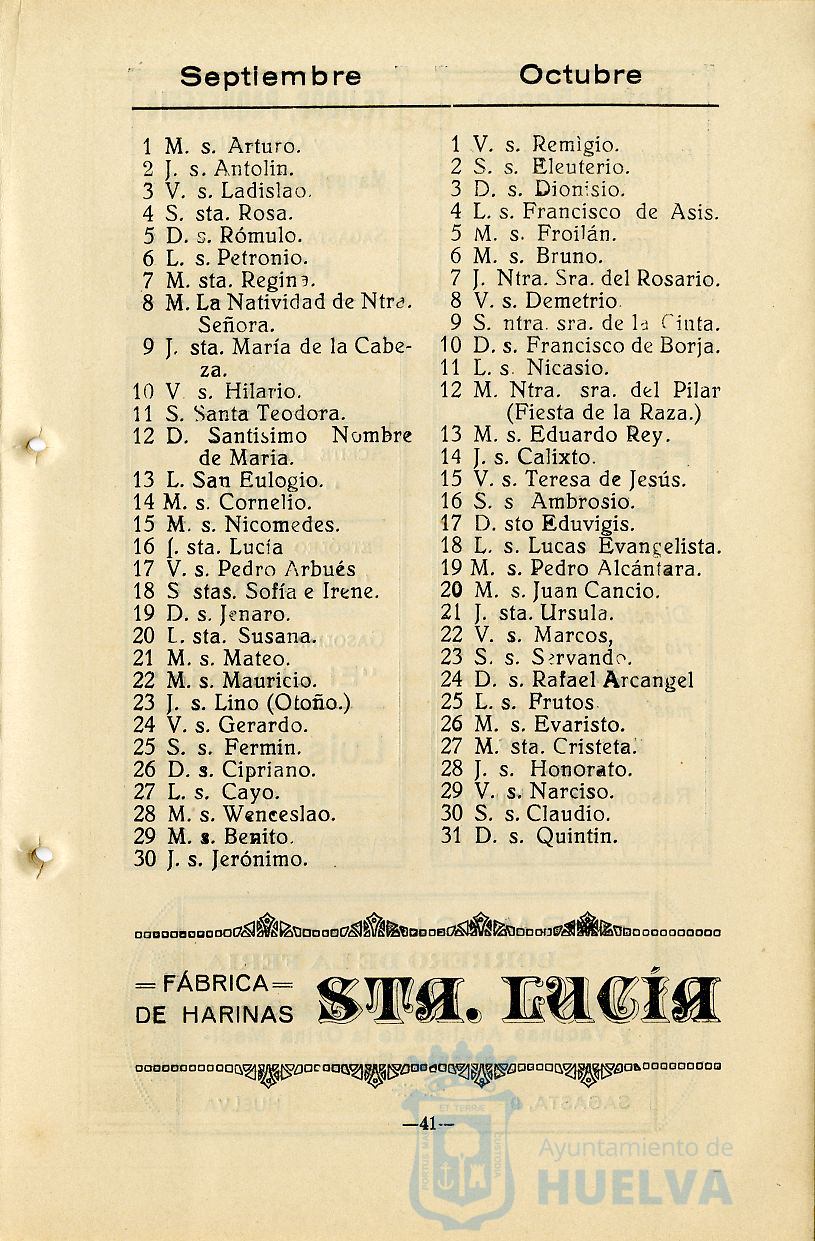 Septiembre
1 M. s. Arturo.
2 J. s. Antolin.
3 V. s. Ladislao.
4 S. sta. Rosa.
5 D. s. Rómulo.
6 L. s. Petronio.
7 M. sta. Regina.
8 M. La Natividad de Ntra.
Señora.
9 J. sta. María de la Cabe-
za.
10 V s. Hilario.
11 S. Santa Teodora.
12 D. Santisimo Nombre
de María.
13 L. San Eulogio.
14 M. s. Cornelio.
15 M. s. Nicomedes.
16 J. sta. Lucía
17 V. s. Pedro Arbués
18 S stas. Sofía e Irene.
19 D. s. Jenaro.
20 L. sta. Susana.
21 M. s. Mateo.
22 M. s. Mauricio.
23 J. s. Lino (Otoño.)
24 V. s. Gerardo.
25 S. s. Fermin.
26 D. s. Cipriano.
27 L. s. Cayo.
28 M. s. Wenceslao.
29 M. s. Benito.
30 J. s. Jerónimo.
Octubre
1 V. s. Remigio.
2 S. s. Eleuterio.
3 D. s. Dionisio.
4 L. s. Francisco de Asis.
5 M. s. Froilán.
6 M. s. Bruno.
7 J. Ntra. Sra. del Rosario.
8 V. s. Demetrio
9 S. ntra. sra. de la Cinta.
10 D. s. Francisco de Borja.
11 L. s. Nicasio.
12 M. Ntra. sra. del Pilar
(Fiesta de la Raza.)
13 M. s. Eduardo Rey.
14 J. s. Calixto.
15 V. s. Teresa de Jesús.
16 S. s Ambrosio.
17 D. sto Eduvigis.
18 L. s. Lucas Evangelista.
19 M. s. Pedro Alcántara.
20 M. s. Juan Cancio.
21 J. sta. Ursula.
22 V. s. Marcos,
23 S. s. Servando.
24 D. s. Rafael Arcangel
25 L. s. Frutos
26 M. s. Evaristo.
27 M. sta. Cristeta.
28 J. s. Honorato.
29 V. s. Narciso.
30 S. s. Claudio.
31 D. s. Quintin.
= FÁBRICA =
DE HARINAS
STA. LUCÍA
—41—
ET TERRÆ
PORTUS MA
CUSTODIA
Ayuntamiento de
HUELVA